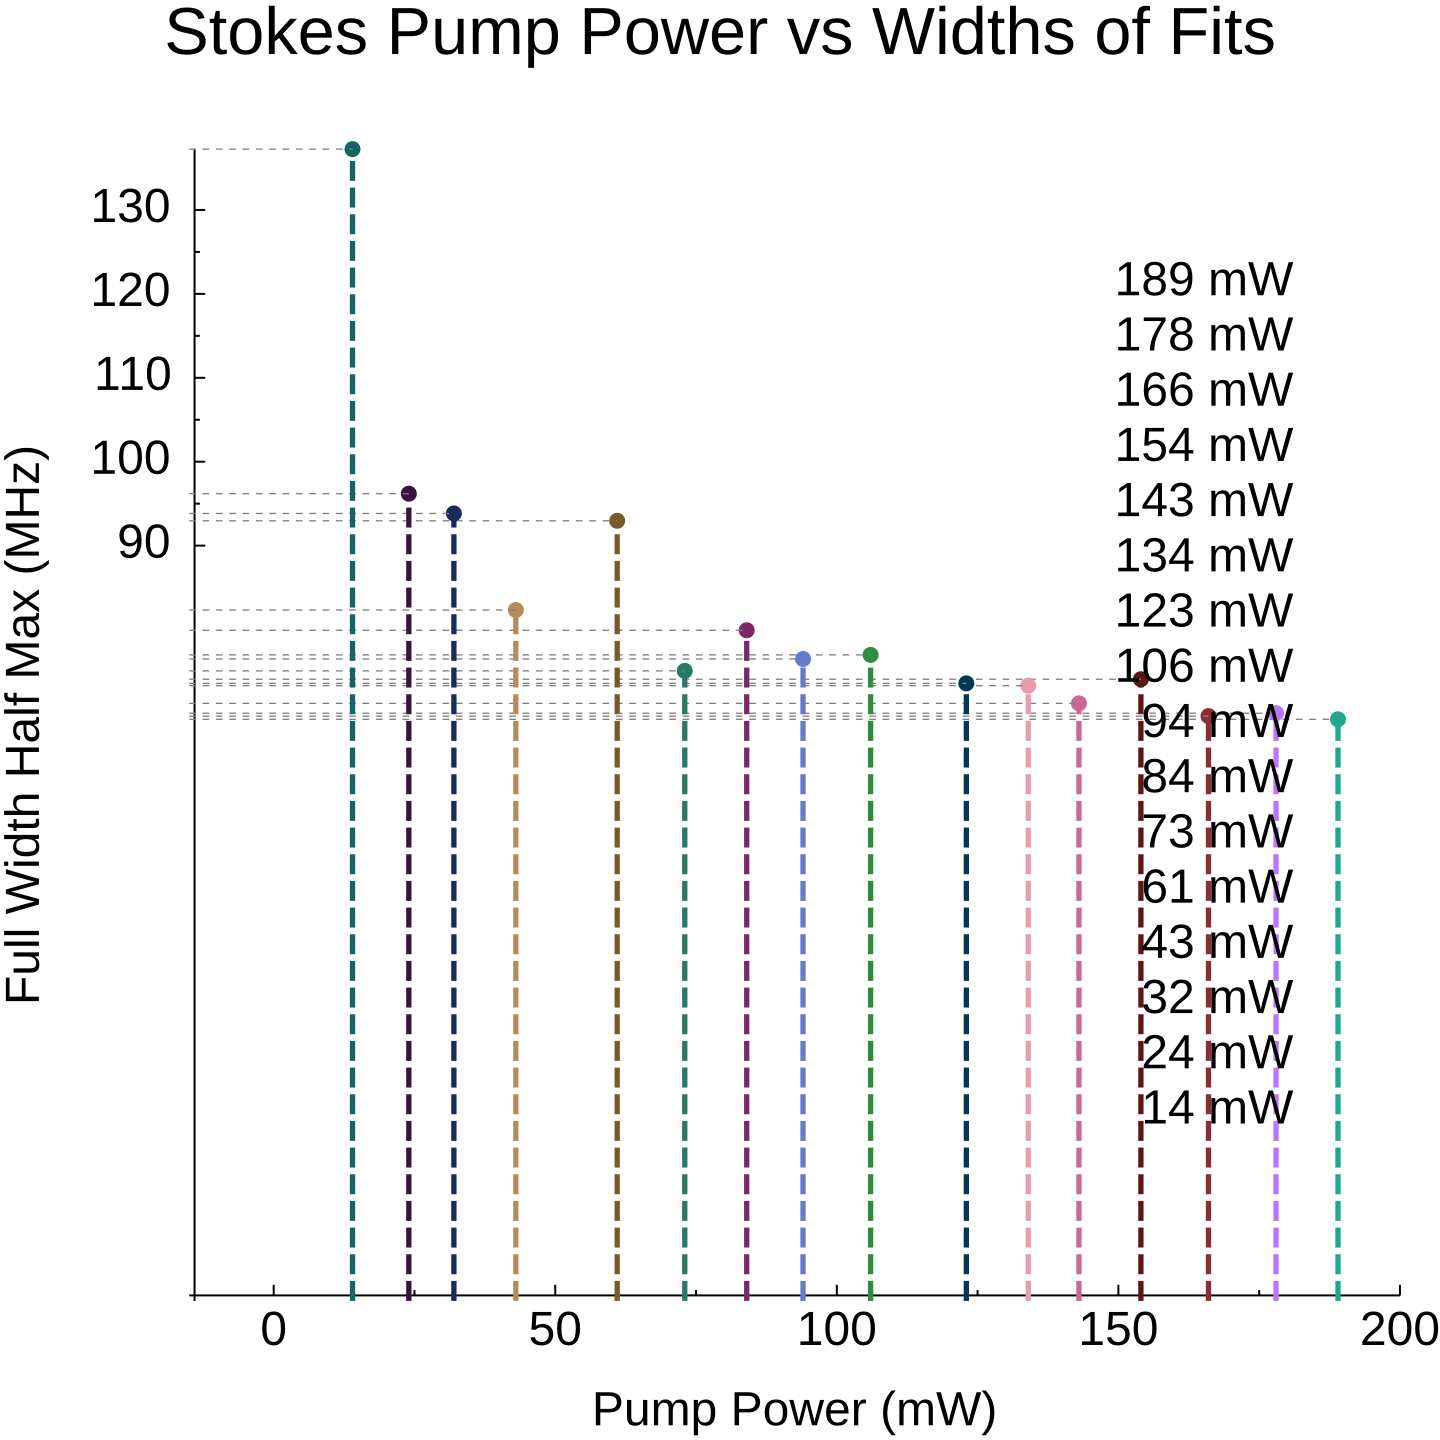 Stokes Pump Power vs Widths of Fits
130
120
110
100
90
Full Width Half Max (MHz)
189 mW
178 mW
166 mW
154 mW
143 mW
134 mW
123 mW
106 mW
94 mW
84 mW
73 mW
61 mW
43 mW
32 mW
24 mW
14 mW
0 50 100 150 200
Pump Power (mW)